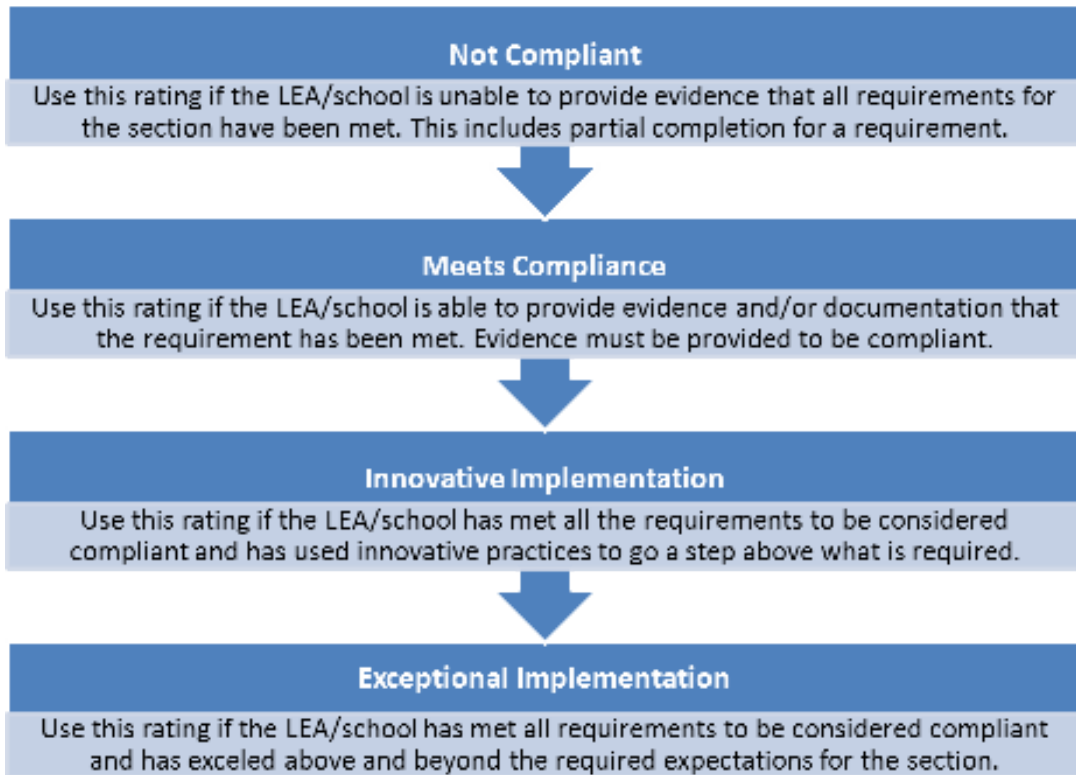 Not Compliant
Use this rating if the LEA/school is unable to provide evidence that all requirements for
the section have been met. This includes partial completion for a requirement.
Meets Compliance
Use this rating if the LEA/school is able to provide evidence and/or documentation that
the requirement has been met. Evidence must be provided to be compliant.
Innovative Implementation
Use this rating if the LEA/school has met all the requirements to be considered
compliant and has used innovative practices to go a step above what is required.
Exceptional Implementation
Use this rating if the LEA/school has met all requirements to be considered compliant
and has exceled above and beyond the required expectations for the section.